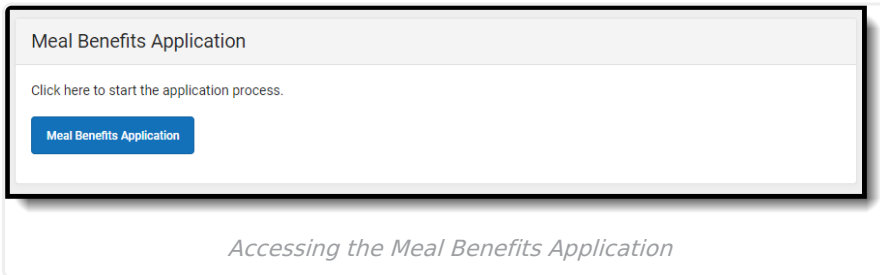 Meal Benefits Application
Click here to start the application process.
Meal Benefits Application
Accessing the Meal Benefits Application